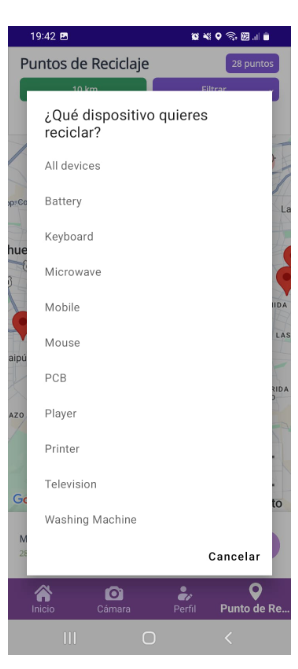 19:42
Puntos de Reciclaje
28 puntos
10 km
Filtrar
¿Qué dispositivo quieres
reciclar?
All devices
Battery
Keyboard
Microwave
Mobile
Mouse
PCB
Player
Printer
Television
Washing Machine
Cancelar
Inicio
Cámara
Perfil
Punto de Re...